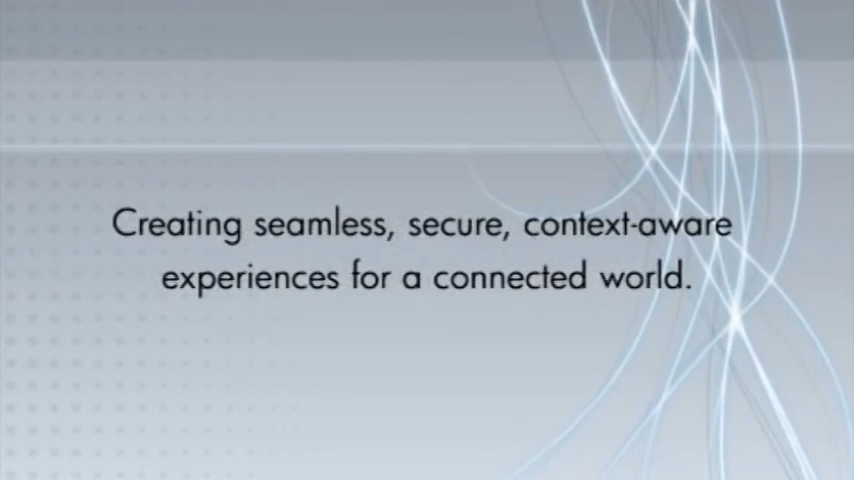 Creating seamless, secure, context-aware
experiences for a connected world.